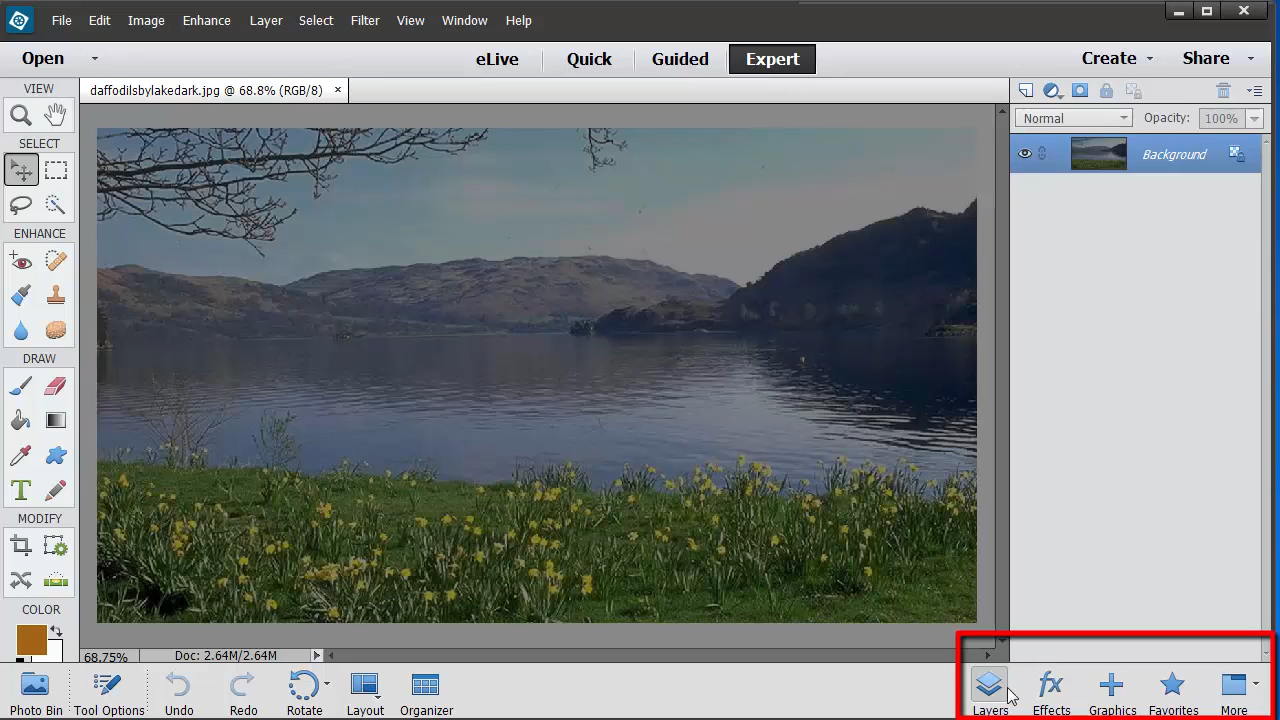 File Edit Image Enhance Layer Select Filter View Window Help
Open eLive Quick Guided Expert Create Share
VIEW
daffodilsbylakedark.jpg @ 68.8% (RGB/8) ×
Normal Opacity: 100%
SELECT
Background
ENHANCE
DRAW
T
MODIFY
COLOR
68.75% Doc: 2.64M/2.64M
fx
Photo Bin Tool Options Undo Redo Rotate Layout Organizer Layers Effects Graphics Favorites More